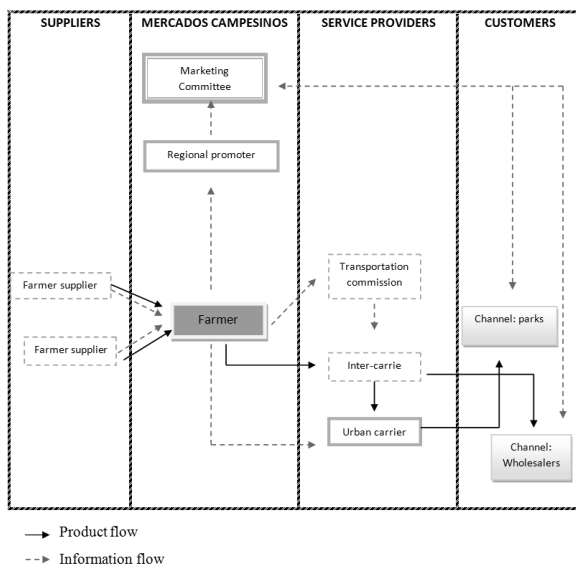 SUPPLIERS
MERCADOS CAMPESINOS
SERVICE PROVIDERS
CUSTOMERS
Marketing
Committee
Regional promoter
Transportation
commission
Farmer supplier
Farmer
Channel: parks
Farmer supplier
Inter-carrie
Urban carrier
Channel:
Wholesalers
Product flow
Information flow